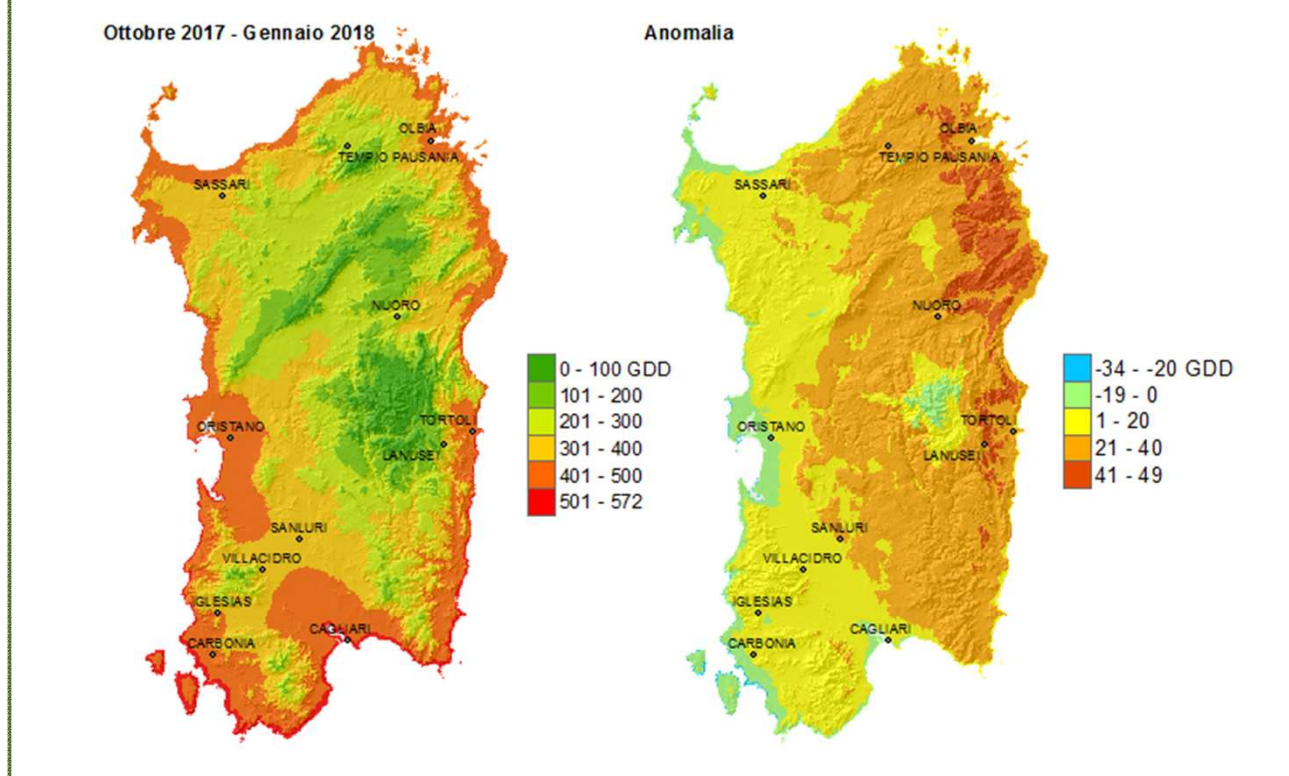 Ottobre 2017 - Gennaio 2018
OLBIA
TEMPIO PAUSANIA
SASSARI
NUORO
ORISTANO
TORTOLI
LANUSEI
SANLURI
VILLACIDRO
IGLESIAS
CAGLIARI
CARBONIA
0 - 100 GDD
101 - 200
201 - 300
301 - 400
401 - 500
501 - 572
Anomalia
OLBIA
TEMPIO PAUSANIA
SASSARI
NUORO
ORISTANO
TORTOLI
LANUSEI
SANLURI
VILLACIDRO
IGLESIAS
CAGLIARI
CARBONIA
-34 - -20 GDD
-19 - 0
1 - 20
21 - 40
41 - 49